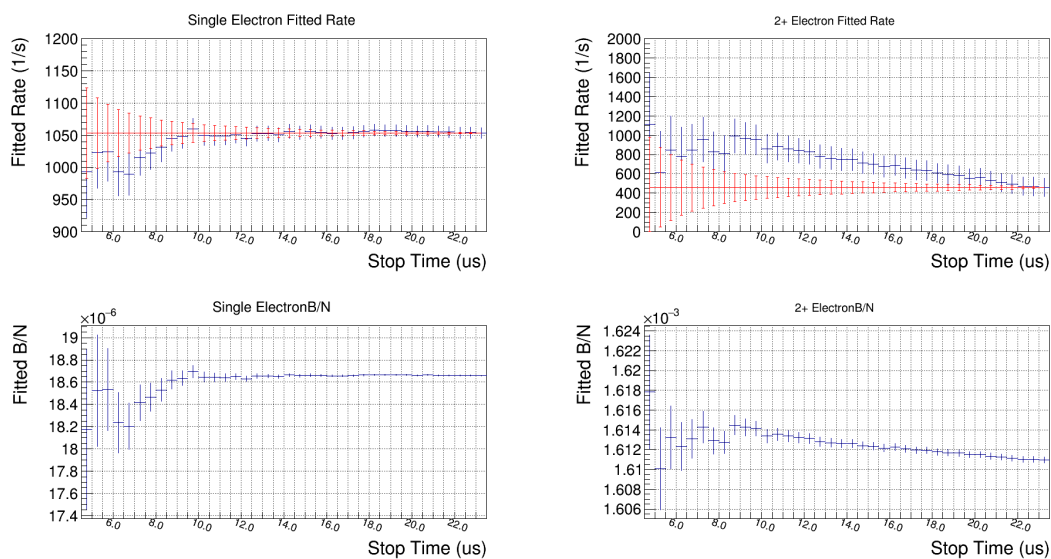 Single Electron Fitted Rate
Fitted Rate (1/s)
1200
1150
1100
1050
1000
950
900
6.0 8.0 10.0 12.0 14.0 16.0 18.0 20.0 22.0
Stop Time (us)
2+ Electron Fitted Rate
Fitted Rate (1/s)
2000
1800
1600
1400
1200
1000
800
600
400
200
0
6.0 8.0 10.0 12.0 14.0 16.0 18.0 20.0 22.0
Stop Time (us)
Single ElectronB/N
×10⁻⁶
Fitted B/N
19
18.8
18.6
18.4
18.2
18
17.8
17.6
17.4
6.0 8.0 10.0 12.0 14.0 16.0 18.0 20.0 22.0
Stop Time (us)
2+ ElectronB/N
×10⁻³
Fitted B/N
1.624
1.622
1.62
1.618
1.616
1.614
1.612
1.61
1.608
1.606
6.0 8.0 10.0 12.0 14.0 16.0 18.0 20.0 22.0
Stop Time (us)